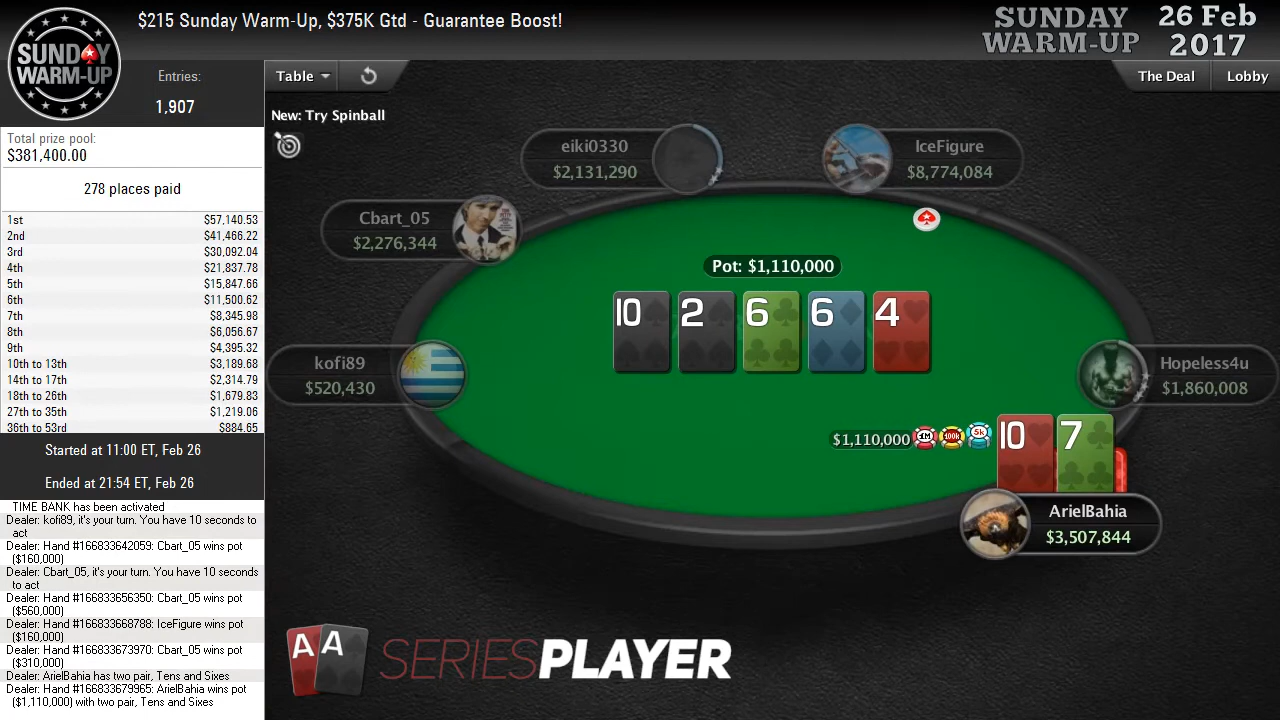 $215 Sunday Warm-Up, $375K Gtd - Guarantee Boost!
SUNDAY
WARM-UP
26 Feb
2017
SUNDAY
WARM-UP
Entries:
1,907
Table
The Deal
Lobby
New: Try Spinball
Total prize pool:
$381,400.00
278 places paid
1st $57,140.53
2nd $41,466.22
3rd $30,092.04
4th $21,837.78
5th $15,847.66
6th $11,500.62
7th $8,345.98
8th $6,056.67
9th $4,395.32
10th to 13th $3,189.68
14th to 17th $2,314.79
18th to 26th $1,679.83
27th to 35th $1,219.06
36th to 53rd $884.65
Started at 11:00 ET, Feb 26
Ended at 21:54 ET, Feb 26
TIME BANK has been activated
Dealer: kofi89, it's your turn. You have 10 seconds to
act
Dealer: Hand #166833642059: Cbart_05 wins pot
($160,000)
Dealer: Cbart_05, it's your turn. You have 10 seconds
to act
Dealer: Hand #166833656350: Cbart_05 wins pot
($560,000)
Dealer: Hand #166833668788: IceFigure wins pot
($160,000)
Dealer: Hand #166833673970: Cbart_05 wins pot
($310,000)
Dealer: ArielBahia has two pair, Tens and Sixes
Dealer: Hand #166833679965: ArielBahia wins pot
($1,110,000) with two pair, Tens and Sixes
eiki0330
$2,131,290
IceFigure
$8,774,084
Cbart_05
$2,276,344
Pot: $1,110,000
10 2 6 6 4
kofi89
$520,430
Hopeless4u
$1,860,008
$1,110,000
1M 100k 5k
10 7
ArielBahia
$3,507,844
A A
SERIESPLAYER